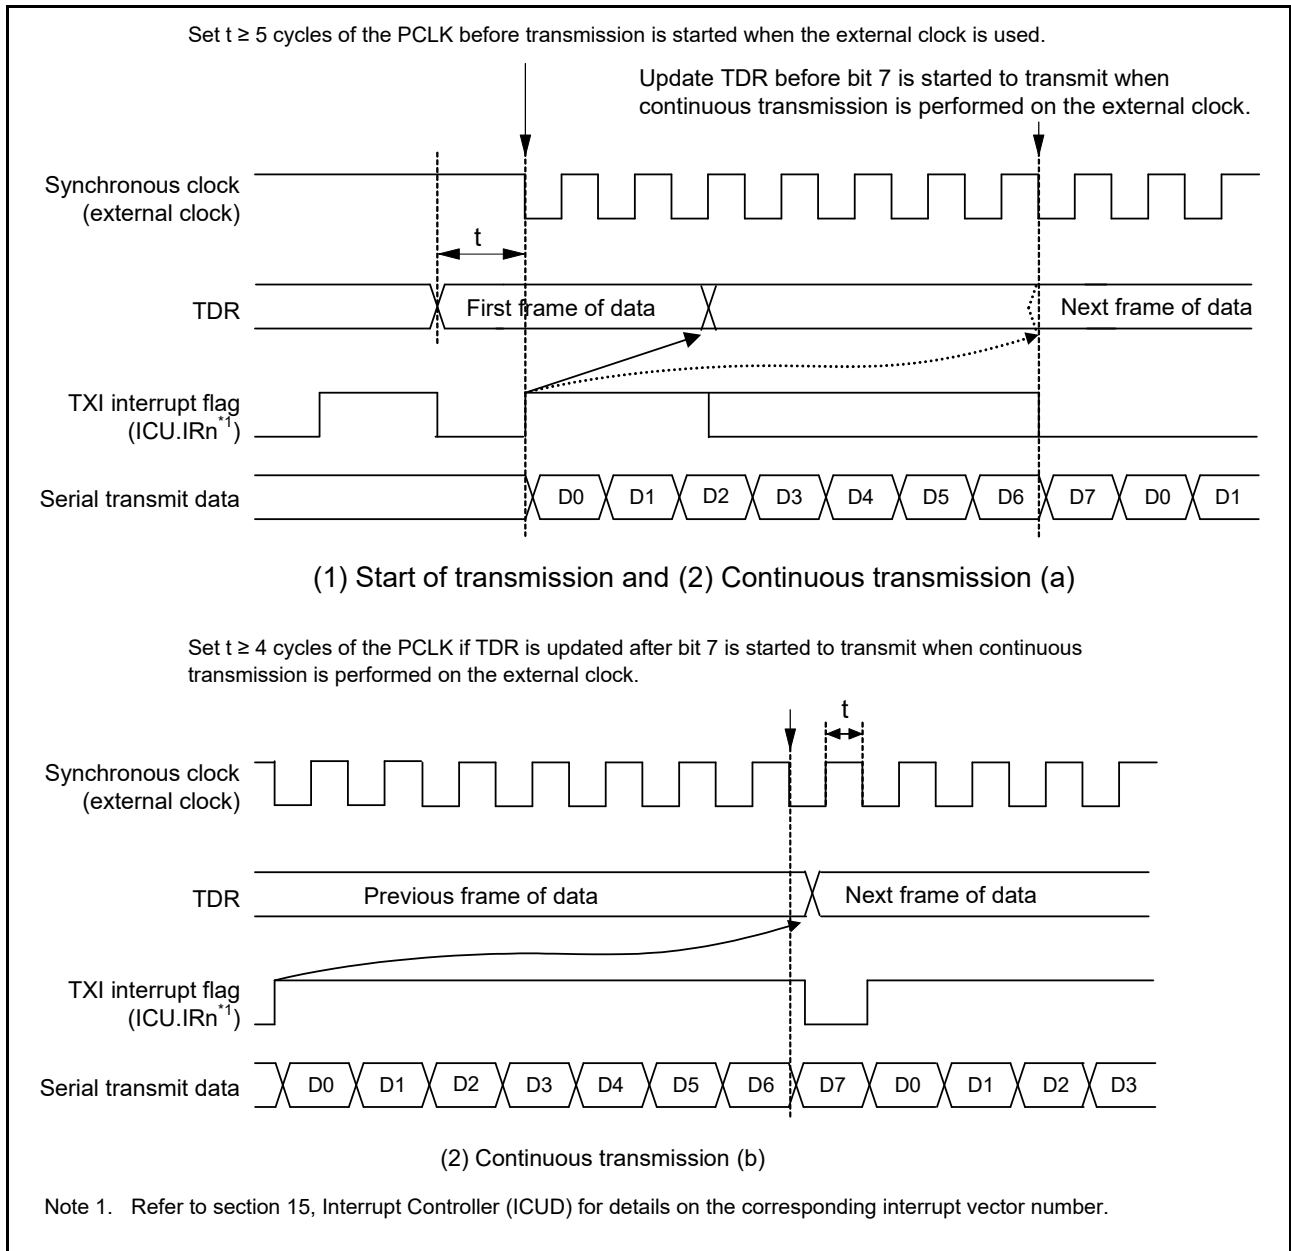 Set t ≥ 5 cycles of the PCLK before transmission is started when the external clock is used.
Update TDR before bit 7 is started to transmit when
continuous transmission is performed on the external clock.
Synchronous clock
(external clock)
t
TDR
First frame of data
Next frame of data
TXI interrupt flag
(ICU.IRn*1)
Serial transmit data
D0 D1 D2 D3 D4 D5 D6 D7 D0 D1
(1) Start of transmission and (2) Continuous transmission (a)
Set t ≥ 4 cycles of the PCLK if TDR is updated after bit 7 is started to transmit when continuous
transmission is performed on the external clock.
t
Synchronous clock
(external clock)
TDR
Previous frame of data
Next frame of data
TXI interrupt flag
(ICU.IRn*1)
Serial transmit data
D0 D1 D2 D3 D4 D5 D6 D7 D0 D1 D2 D3
(2) Continuous transmission (b)
Note 1. Refer to section 15, Interrupt Controller (ICUD) for details on the corresponding interrupt vector number.